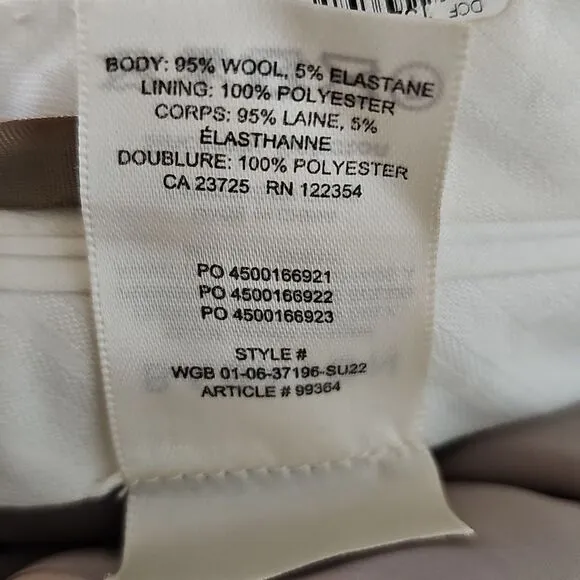 DCF
BODY: 95% WOOL, 5% ELASTANE
LINING: 100% POLYESTER
CORPS: 95% LAINE, 5%
ÉLASTHANNE
DOUBLURE: 100% POLYESTER
CA 23725 RN 122354
PO 4500166921
PO 4500166922
PO 4500166923
STYLE #
WGB 01-06-37196-SU22
ARTICLE # 99364